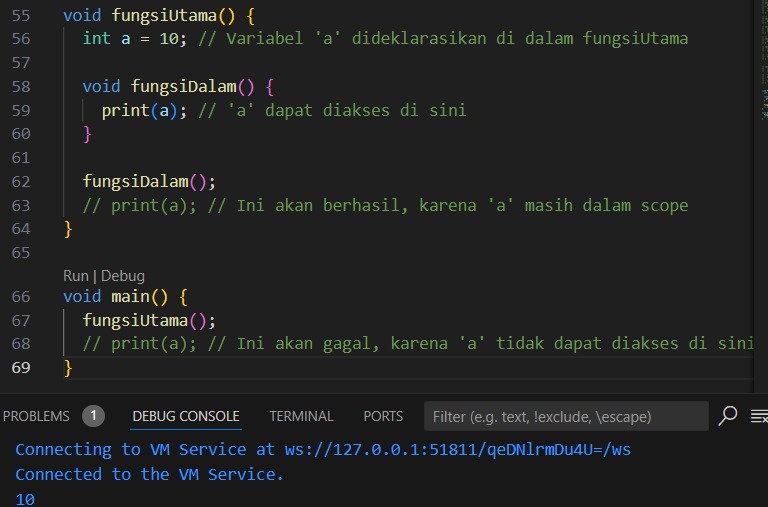 55 void fungsiUtama() {
56 int a = 10; // Variabel 'a' dideklarasikan di dalam fungsiUtama
57
58 void fungsiDalam() {
59 print(a); // 'a' dapat diakses di sini
60 }
61
62 fungsiDalam();
63 // print(a); // Ini akan berhasil, karena 'a' masih dalam scope
64 }
65
Run | Debug
66 void main() {
67 fungsiUtama();
68 // print(a); // Ini akan gagal, karena 'a' tidak dapat diakses di sini
69 }
PROBLEMS 1 DEBUG CONSOLE TERMINAL PORTS Filter (e.g. text, !exclude, \escape)
Connecting to VM Service at ws://127.0.0.1:51811/qeDNlrmDu4U=/ws
Connected to the VM Service.
10